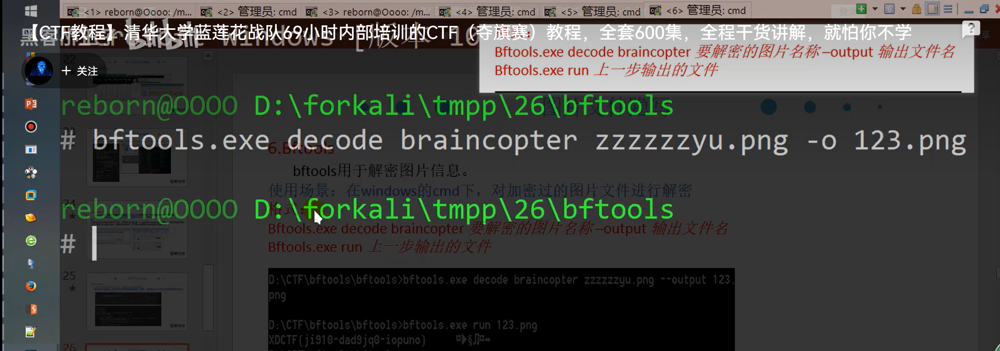 <1> reborn@Oooo: /m...
<2> 管理员: cmd
<3> reborn@Oooo: /m...
<4> 管理员: cmd
<5> 管理员: cmd
<6> 管理员: cmd
【CTF教程】清华大学蓝莲花战队69小时内部培训的CTF（夺旗赛）教程，全套600集，全程干货讲解，就怕你不学
Bftools.exe decode braincopter 要解密的图片名称 –output 输出文件名
Bftools.exe run 上一步输出的文件
+ 关注
22
reborn@OOOO D:\forkali\tmpp\26\bftools
图片文件隐写
# bftools.exe decode braincopter zzzzzzyu.png -o 123.png
23
6.Bftools
bftools用于解密图片信息。
使用场景：在windows的cmd下，对加密过的图片文件进行解密
24
reborn@OOOO D:\forkali\tmpp\26\bftools
格式:
Bftools.exe decode braincopter 要解密的图片名称 –output 输出文件名
#
Bftools.exe run 上一步输出的文件
25
D:\CTF\bftools\bftools>bftools.exe decode braincopter zzzzzzyu.png --output 123.
png
D:\CTF\bftools\bftools>bftools.exe run 123.png
XDCTF{ji910-dad9jq0-iopuno}
26